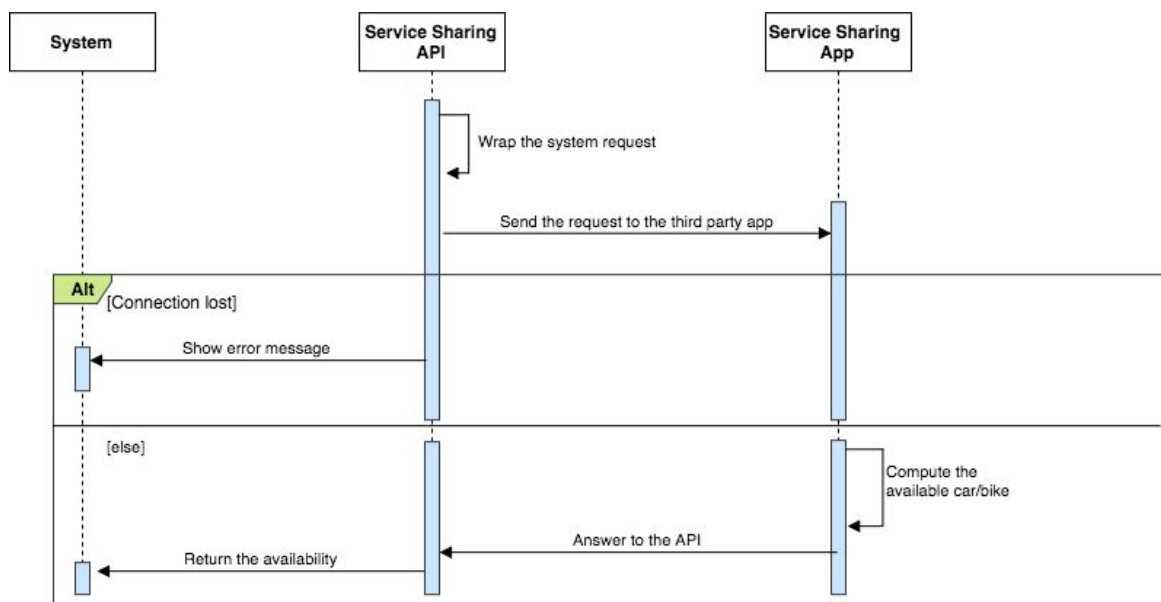 System
Service Sharing
API
Service Sharing
App
Wrap the system request
Send the request to the third party app
Alt
[Connection lost]
Show error message
[else]
Compute the
available car/bike
Answer to the API
Return the availability